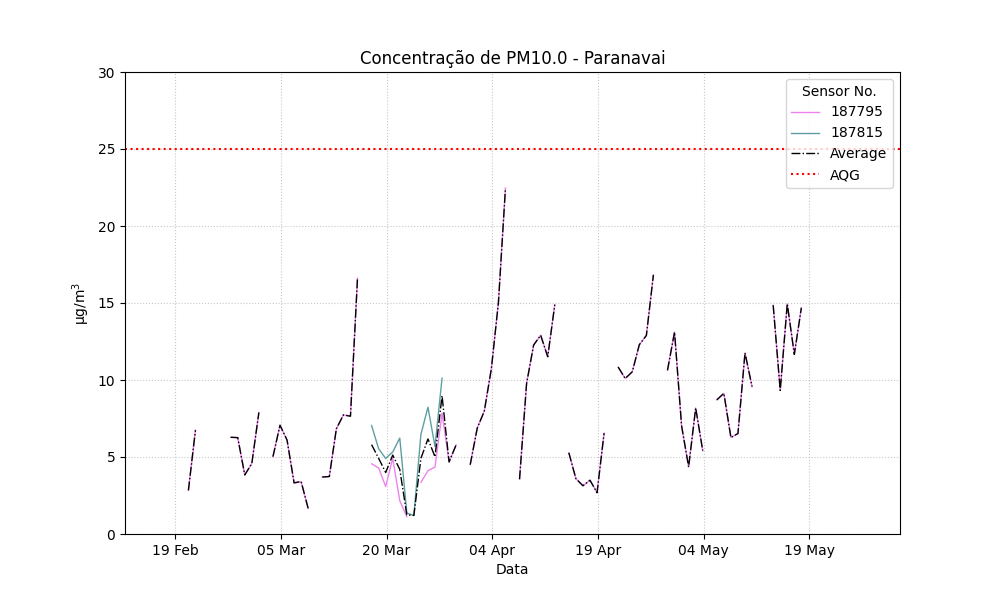 Concentração de PM10.0 - Paranavai
30
25
20
15
10
5
0
µg/m³
Sensor No.
187795
187815
Average
AQG
19 Feb
05 Mar
20 Mar
04 Apr
19 Apr
04 May
19 May
Data